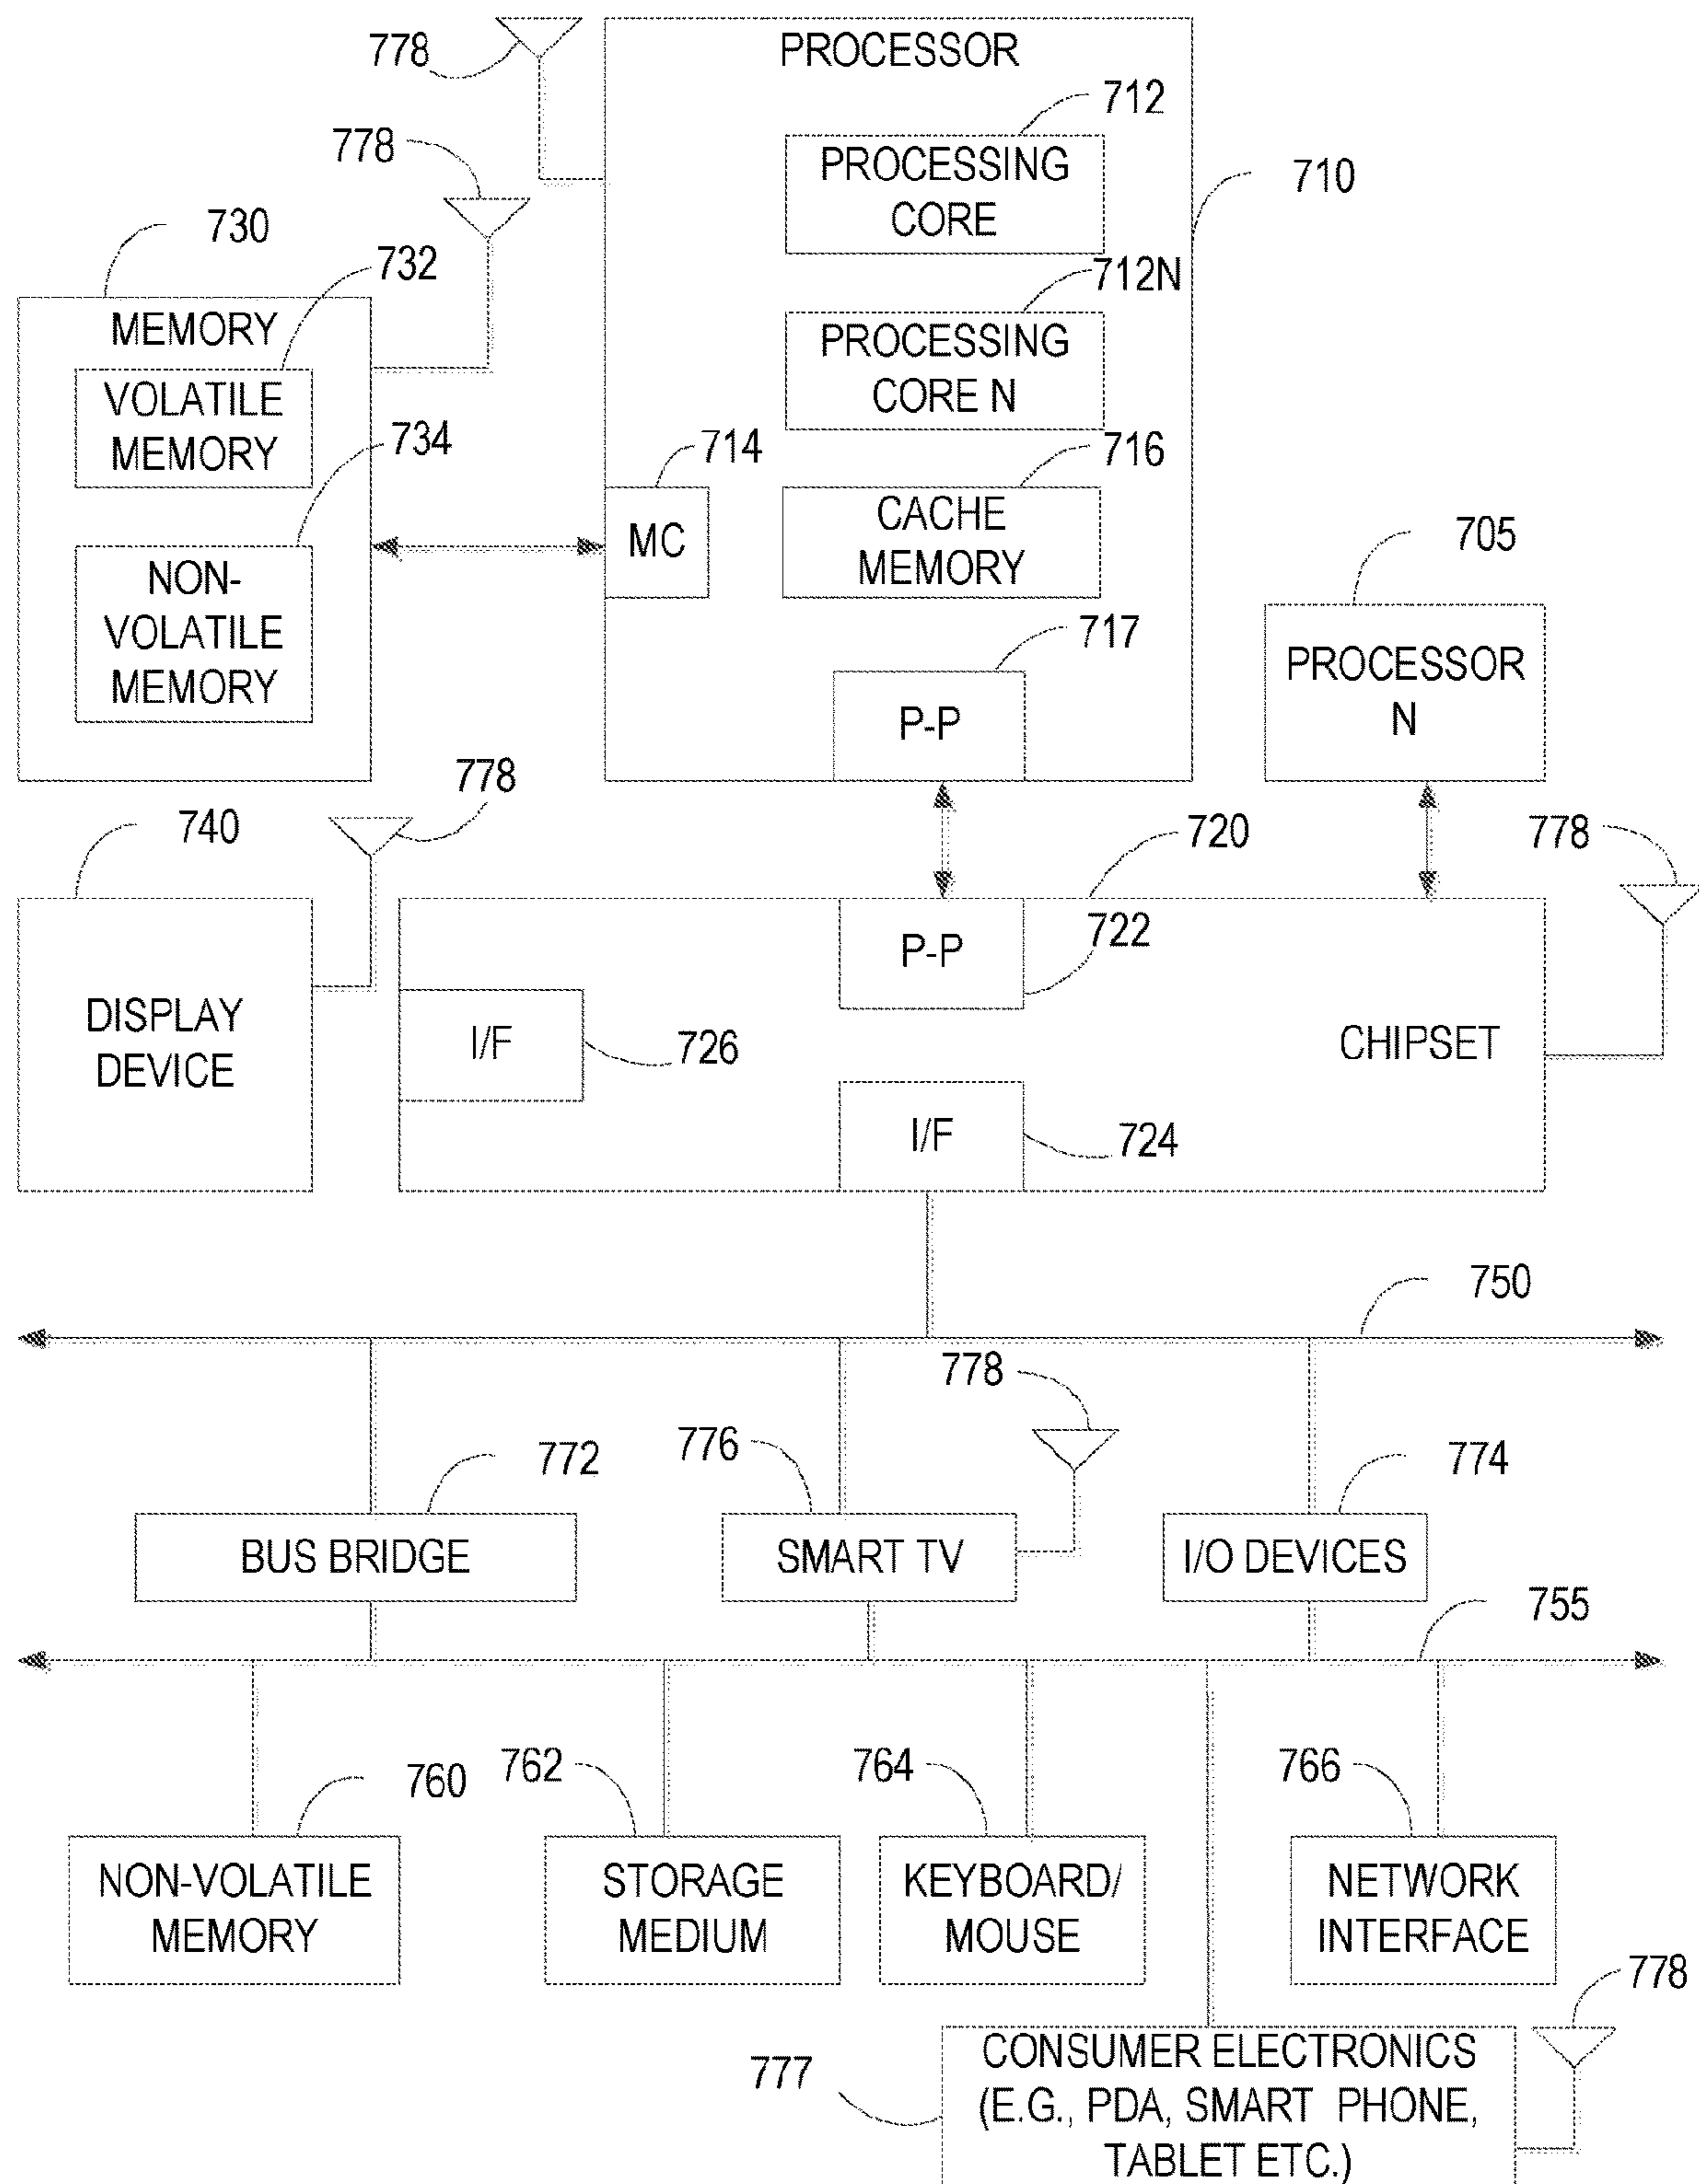 778
PROCESSOR
712
778
PROCESSING
CORE
710
730
732
712N
MEMORY
PROCESSING
CORE N
VOLATILE
MEMORY
734
714
716
MC
CACHE
MEMORY
705
NON-
VOLATILE
MEMORY
717
PROCESSOR
N
P-P
778
740
720
778
P-P
722
DISPLAY
DEVICE
I/F
726
CHIPSET
I/F
724
750
778
772
776
774
BUS BRIDGE
SMART TV
I/O DEVICES
755
760
762
764
766
NON-VOLATILE
MEMORY
STORAGE
MEDIUM
KEYBOARD/
MOUSE
NETWORK
INTERFACE
778
777
CONSUMER ELECTRONICS
(E.G., PDA, SMART PHONE,
TABLET ETC.)